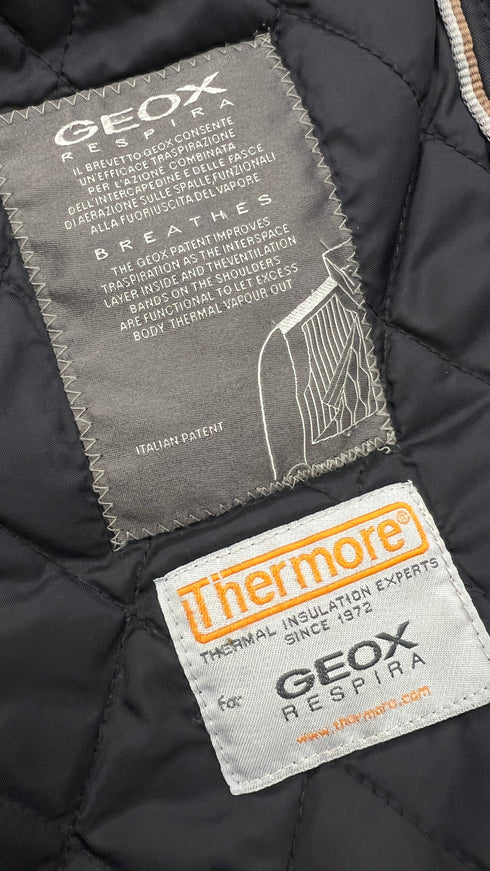 GEOX
RESPIRA
IL BREVETTO GEOX CONSENTE
UN'EFFICACE TRASPIRAZIONE
PER L'AZIONE COMBINATA
DELL'INTERCAPEDINE E DELLE FASCE
DI AERAZIONE SULLE SPALLE FUNZIONALI
ALLA FUORIUSCITA DEL VAPORE
BREATHES
THE GEOX PATENT IMPROVES
TRASPIRATION AS THE INTERSPACE
LAYER INSIDE AND THEVENTILATION
BANDS ON THE SHOULDERS
ARE FUNCTIONAL TO LET EXCESS
BODY THERMAL VAPOUR OUT
ITALIAN PATENT
Thermore®
THERMAL INSULATION EXPERTS
SINCE 1972
for GEOX
RESPIRA
www.thermore.com